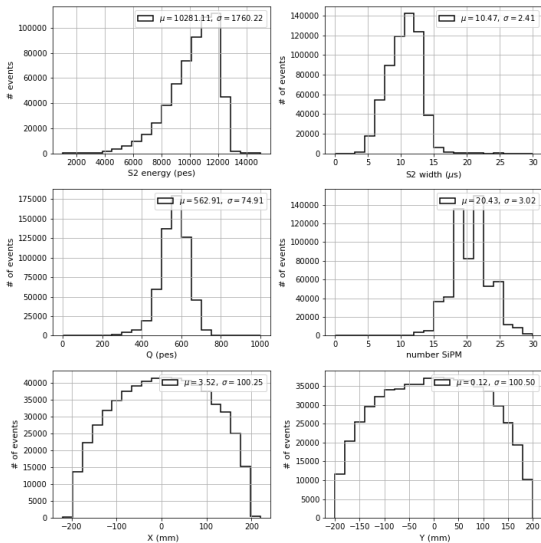 μ = 10281.11, σ = 1760.22
# events
100000
80000
60000
40000
20000
0
2000 4000 6000 8000 10000 12000 14000
S2 energy (pes)
μ = 10.47, σ = 2.41
# of events
140000
120000
100000
80000
60000
40000
20000
0
0 5 10 15 20 25 30
S2 width (μs)
μ = 562.91, σ = 74.91
# of events
175000
150000
125000
100000
75000
50000
25000
0
0 200 400 600 800 1000
Q (pes)
μ = 20.43, σ = 3.02
# of events
140000
120000
100000
80000
60000
40000
20000
0
0 5 10 15 20 25 30
number SiPM
μ = 3.52, σ = 100.25
# of events
40000
35000
30000
25000
20000
15000
10000
5000
0
−200 −100 0 100 200
X (mm)
μ = 0.12, σ = 100.50
# of events
35000
30000
25000
20000
15000
10000
5000
0
−200 −150 −100 −50 0 50 100 150 200
Y (mm)